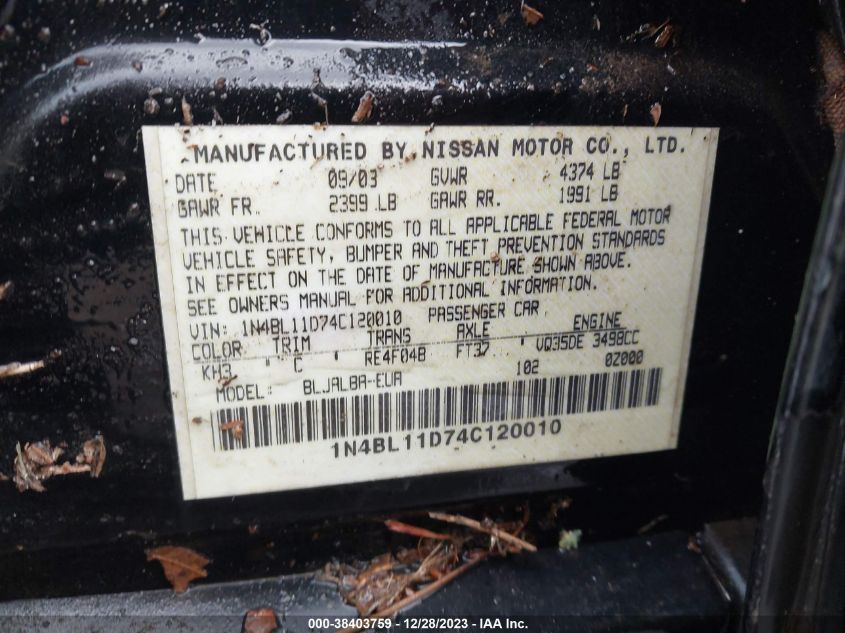 MANUFACTURED BY NISSAN MOTOR CO., LTD.
DATE 09/03 GVWR 4374 LB
GAWR FR. 2399 LB GAWR RR. 1991 LB
THIS VEHICLE CONFORMS TO ALL APPLICABLE FEDERAL MOTOR
VEHICLE SAFETY, BUMPER AND THEFT PREVENTION STANDARDS
IN EFFECT ON THE DATE OF MANUFACTURE SHOWN ABOVE.
SEE OWNERS MANUAL FOR ADDITIONAL INFORMATION.
VIN: 1N4BL11D74C120010 PASSENGER CAR
COLOR TRIM TRANS AXLE ENGINE
KH3 C RE4F04B FT37 VQ35DE 3498CC
MODEL: BLJALBA-EUA 102 0Z000
1N4BL11D74C120010
000-38403759 - 12/28/2023 - IAA Inc.